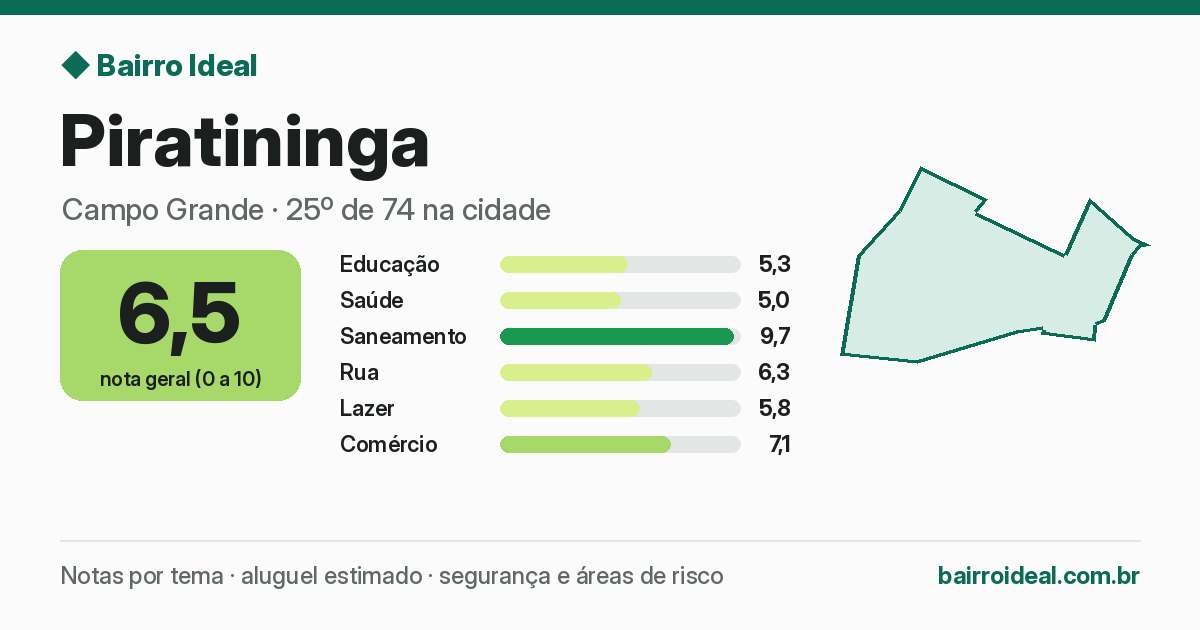 Bairro Ideal
Piratininga
Campo Grande · 25º de 74 na cidade
6,5
nota geral (0 a 10)
Educação 5,3
Saúde 5,0
Saneamento 9,7
Rua 6,3
Lazer 5,8
Comércio 7,1
Notas por tema · aluguel estimado · segurança e áreas de risco
bairroideal.com.br